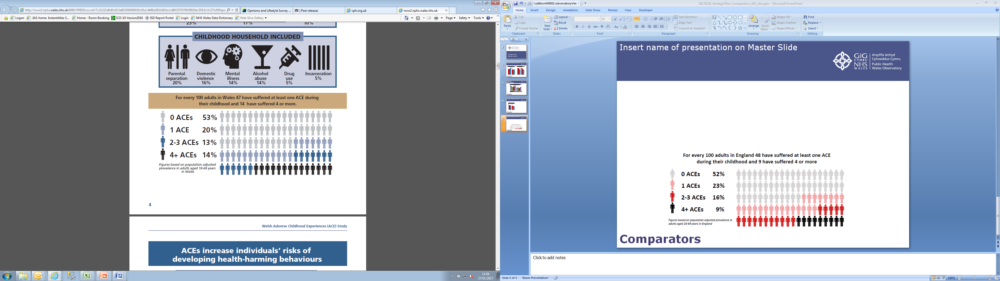 http://nww2.nphs.wales.nhs.uk:8080/PRIDDocs.nsf/7c21215d6d0c613e80256f490030c05a/d488a3852491bc1d80257f370038919e/$FILE/ACE%20Repo
Opinions and Lifestyle Survey ...
| Past releases
cph.org.uk
nww2.nphs.wales.nhs.uk
Logon
-IAS-home InstantAtlas S...
Home - Room Booking
ICD-10 Version2016
ISD Report Portal
Login
NHS Wales Data Dictionary
Web Slice Gallery
Page
Safety
Tools
23%
17%
10%
CHILDHOOD HOUSEHOLD INCLUDED
Parental separation 20%
Domestic violence 16%
Mental illness 14%
Alcohol abuse 14%
Drug use 5%
Incarceration 5%
For every 100 adults in Wales 47 have suffered at least one ACE during
their childhood and 14 have suffered 4 or more.
0 ACEs 53%
1 ACE 20%
2-3 ACEs 13%
4+ ACEs 14%
Figures based on population adjusted
prevalence in adults aged 18-69 years
in Wales
4
Welsh Adverse Childhood Experiences (ACE) Study
ACEs increase individuals' risks of
developing health-harming behaviours
11:04
27/01/2017
\\ryt6bsrvfil0001\observatory\He
20170126_StrategicPlan_Comparators_ADJ_v0a.pptx - Microsoft PowerPoint
Home
Insert
Design
Animations
Slide Show
Review
View
Developer
Paste
Cut
Copy
Format Painter
Clipboard
New Slide
Layout
Reset
Delete
Slides
36
Font
Text Direction
Align Text
Convert to SmartArt
Paragraph
Arrange
Quick Styles
Shape Fill
Shape Outline
Shape Effects
Drawing
Find
Replace
Select
Editing
1
2
3
4
5
Insert name of presentation on Master Slide
GIG
CYMRU
NHS
WALES
Arsyllfa Iechyd
Cyhoeddus Cymru
Public Health
Wales Observatory
For every 100 adults in England 48 have suffered at least one ACE
during their childhood and 9 have suffered 4 or more
0 ACEs 52%
1 ACEs 23%
2-3 ACEs 16%
4+ ACEs 9%
Figures based on population adjusted prevalence in
adults aged 18-69 years in England
Comparators
Click to add notes
Slide 5 of 5
"Blank Presentation"
100%